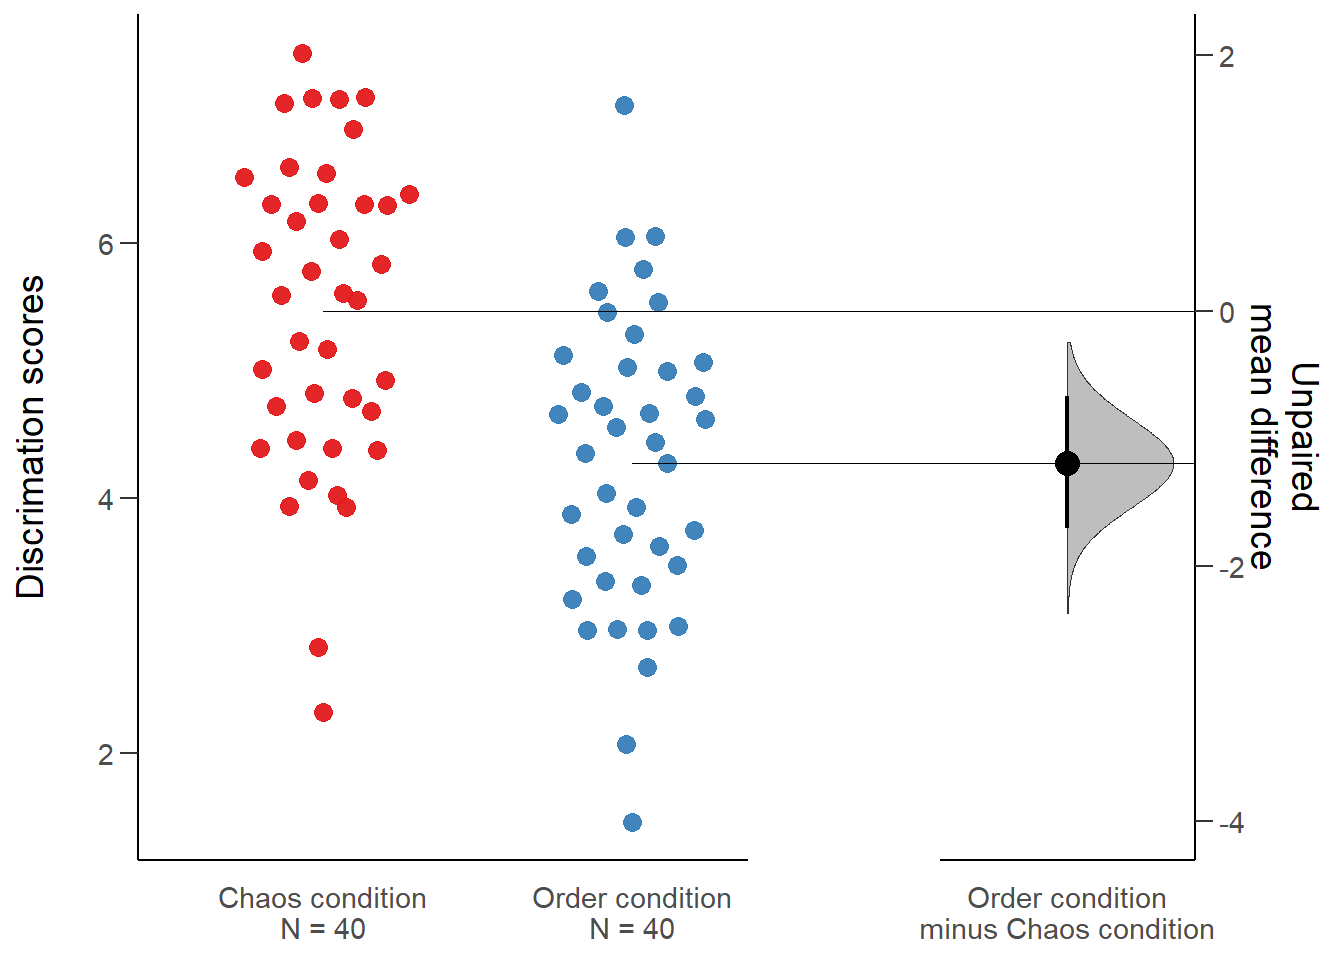 Discrimation scores
6
4
2
Chaos condition
N = 40
Order condition
N = 40
Order condition
minus Chaos condition
2
0
-2
-4
Unpaired
mean difference